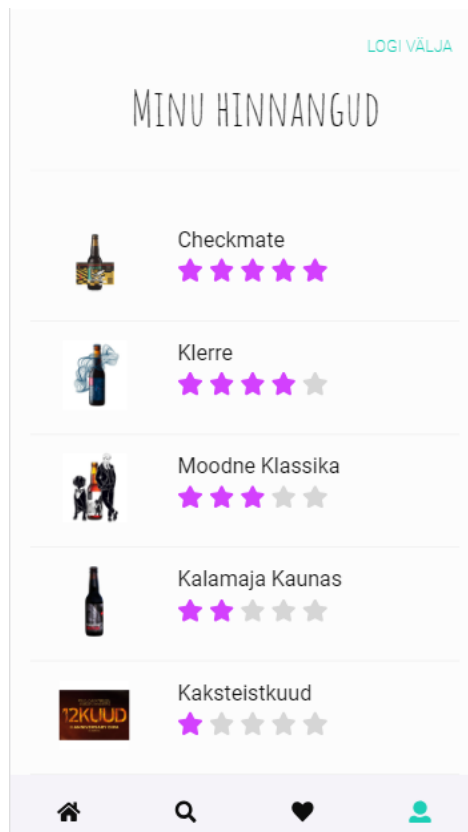 LOGI VÄLJA
Minu hinnangud
Checkmate
Klerre
Moodne Klassika
Kalamaja Kaunas
Kaksteistkuud
12KUUD